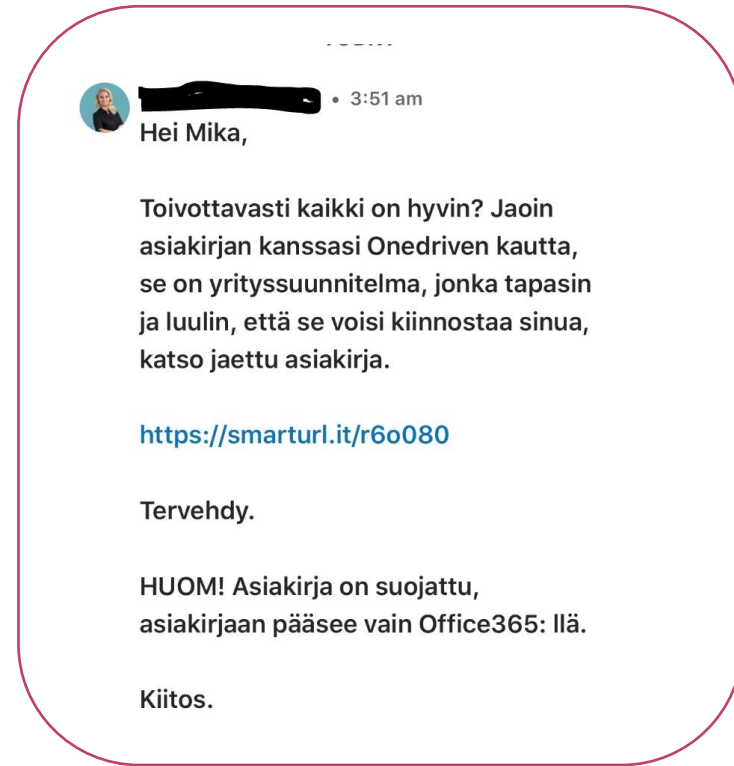 • 3:51 am
Hei Mika,
Toivottavasti kaikki on hyvin? Jaoin
asiakirjan kanssasi Onedriven kautta,
se on yrityssuunnitelma, jonka tapasin
ja luulin, että se voisi kiinnostaa sinua,
katso jaettu asiakirja.
https://smarturl.it/r6o080
Tervehdy.
HUOM! Asiakirja on suojattu,
asiakirjaan pääsee vain Office365: llä.
Kiitos.